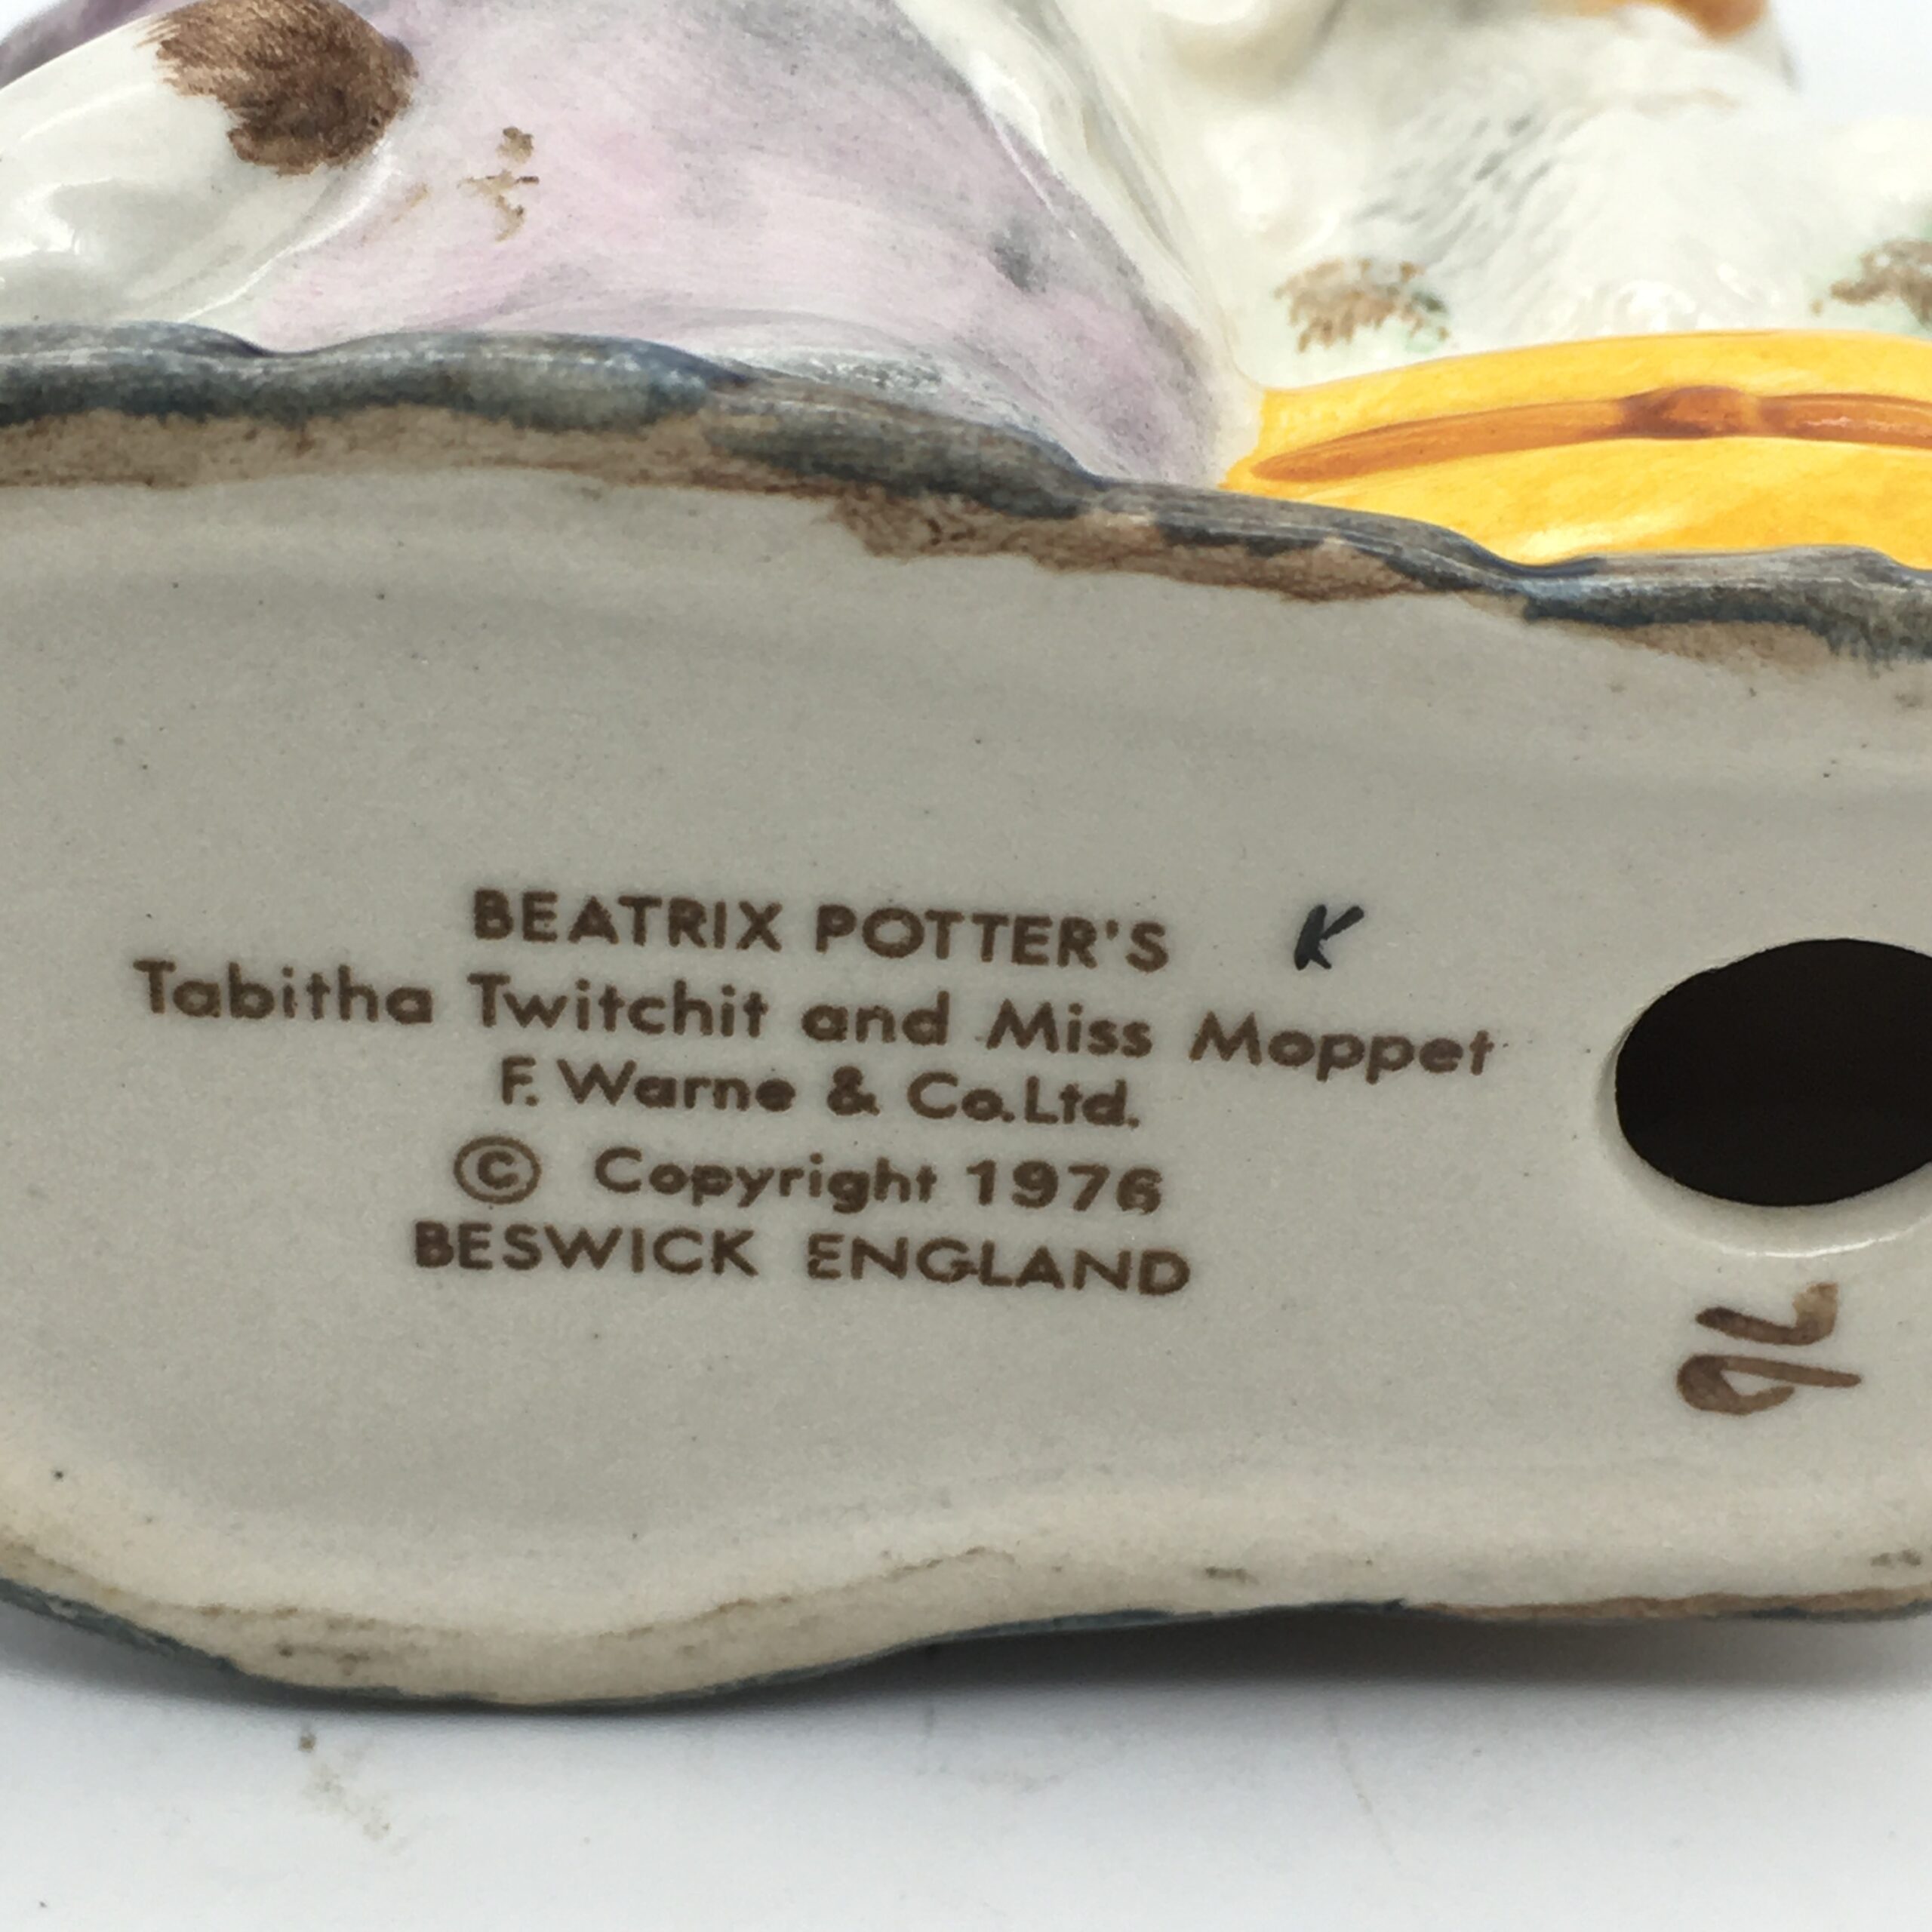 BEATRIX POTTER'S K
Tabitha Twitchit and Miss Moppet
F. Warne & Co.Ltd.
© Copyright 1976
BESWICK ENGLAND